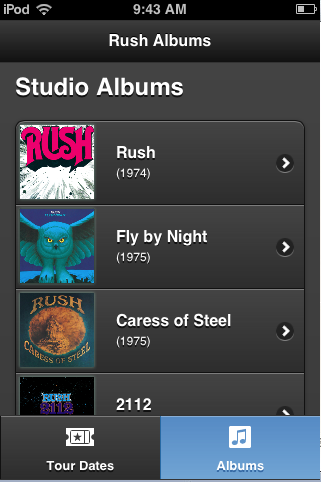 iPod 9:43 AM
Rush Albums
Studio Albums
RUSH
Rush
(1974)
Fly by Night
(1975)
RUSH
CARESS OF STEEL
Caress of Steel
(1975)
RUSH
2112
2112
Tour Dates
Albums